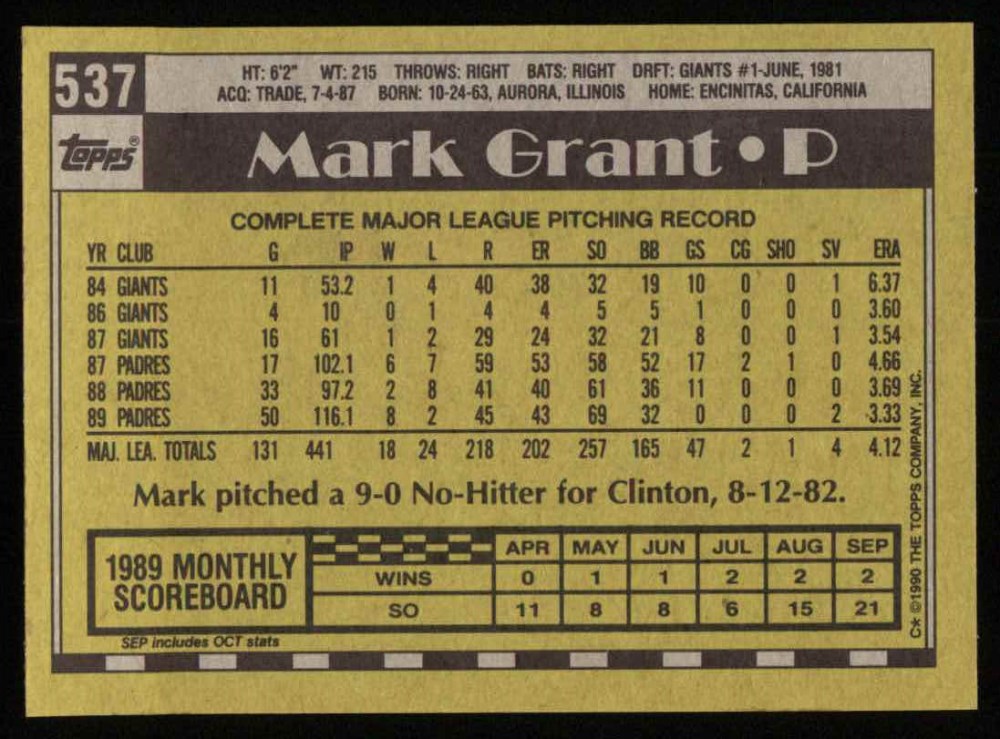 537
HT: 6'2" WT: 215 THROWS: RIGHT BATS: RIGHT DRFT: GIANTS #1-JUNE, 1981
ACQ: TRADE, 7-4-87 BORN: 10-24-63, AURORA, ILLINOIS HOME: ENCINITAS, CALIFORNIA
topps®
Mark Grant • P
COMPLETE MAJOR LEAGUE PITCHING RECORD
YR CLUB G IP W L R ER SO BB GS CG SHO SV ERA
84 GIANTS 11 53.2 1 4 40 38 32 19 10 0 0 1 6.37
86 GIANTS 4 10 0 1 4 4 5 5 1 0 0 0 3.60
87 GIANTS 16 61 1 2 29 24 32 21 8 0 0 1 3.54
87 PADRES 17 102.1 6 7 59 53 58 52 17 2 1 0 4.66
88 PADRES 33 97.2 2 8 41 40 61 36 11 0 0 0 3.69
89 PADRES 50 116.1 8 2 45 43 69 32 0 0 0 2 3.33
MAJ. LEA. TOTALS 131 441 18 24 218 202 257 165 47 2 1 4 4.12
Mark pitched a 9-0 No-Hitter for Clinton, 8-12-82.
1989 MONTHLY
SCOREBOARD
APR MAY JUN JUL AUG SEP
WINS 0 1 1 2 2 2
SO 11 8 8 6 15 21
SEP includes OCT stats
C* ©1990 THE TOPPS COMPANY, INC.